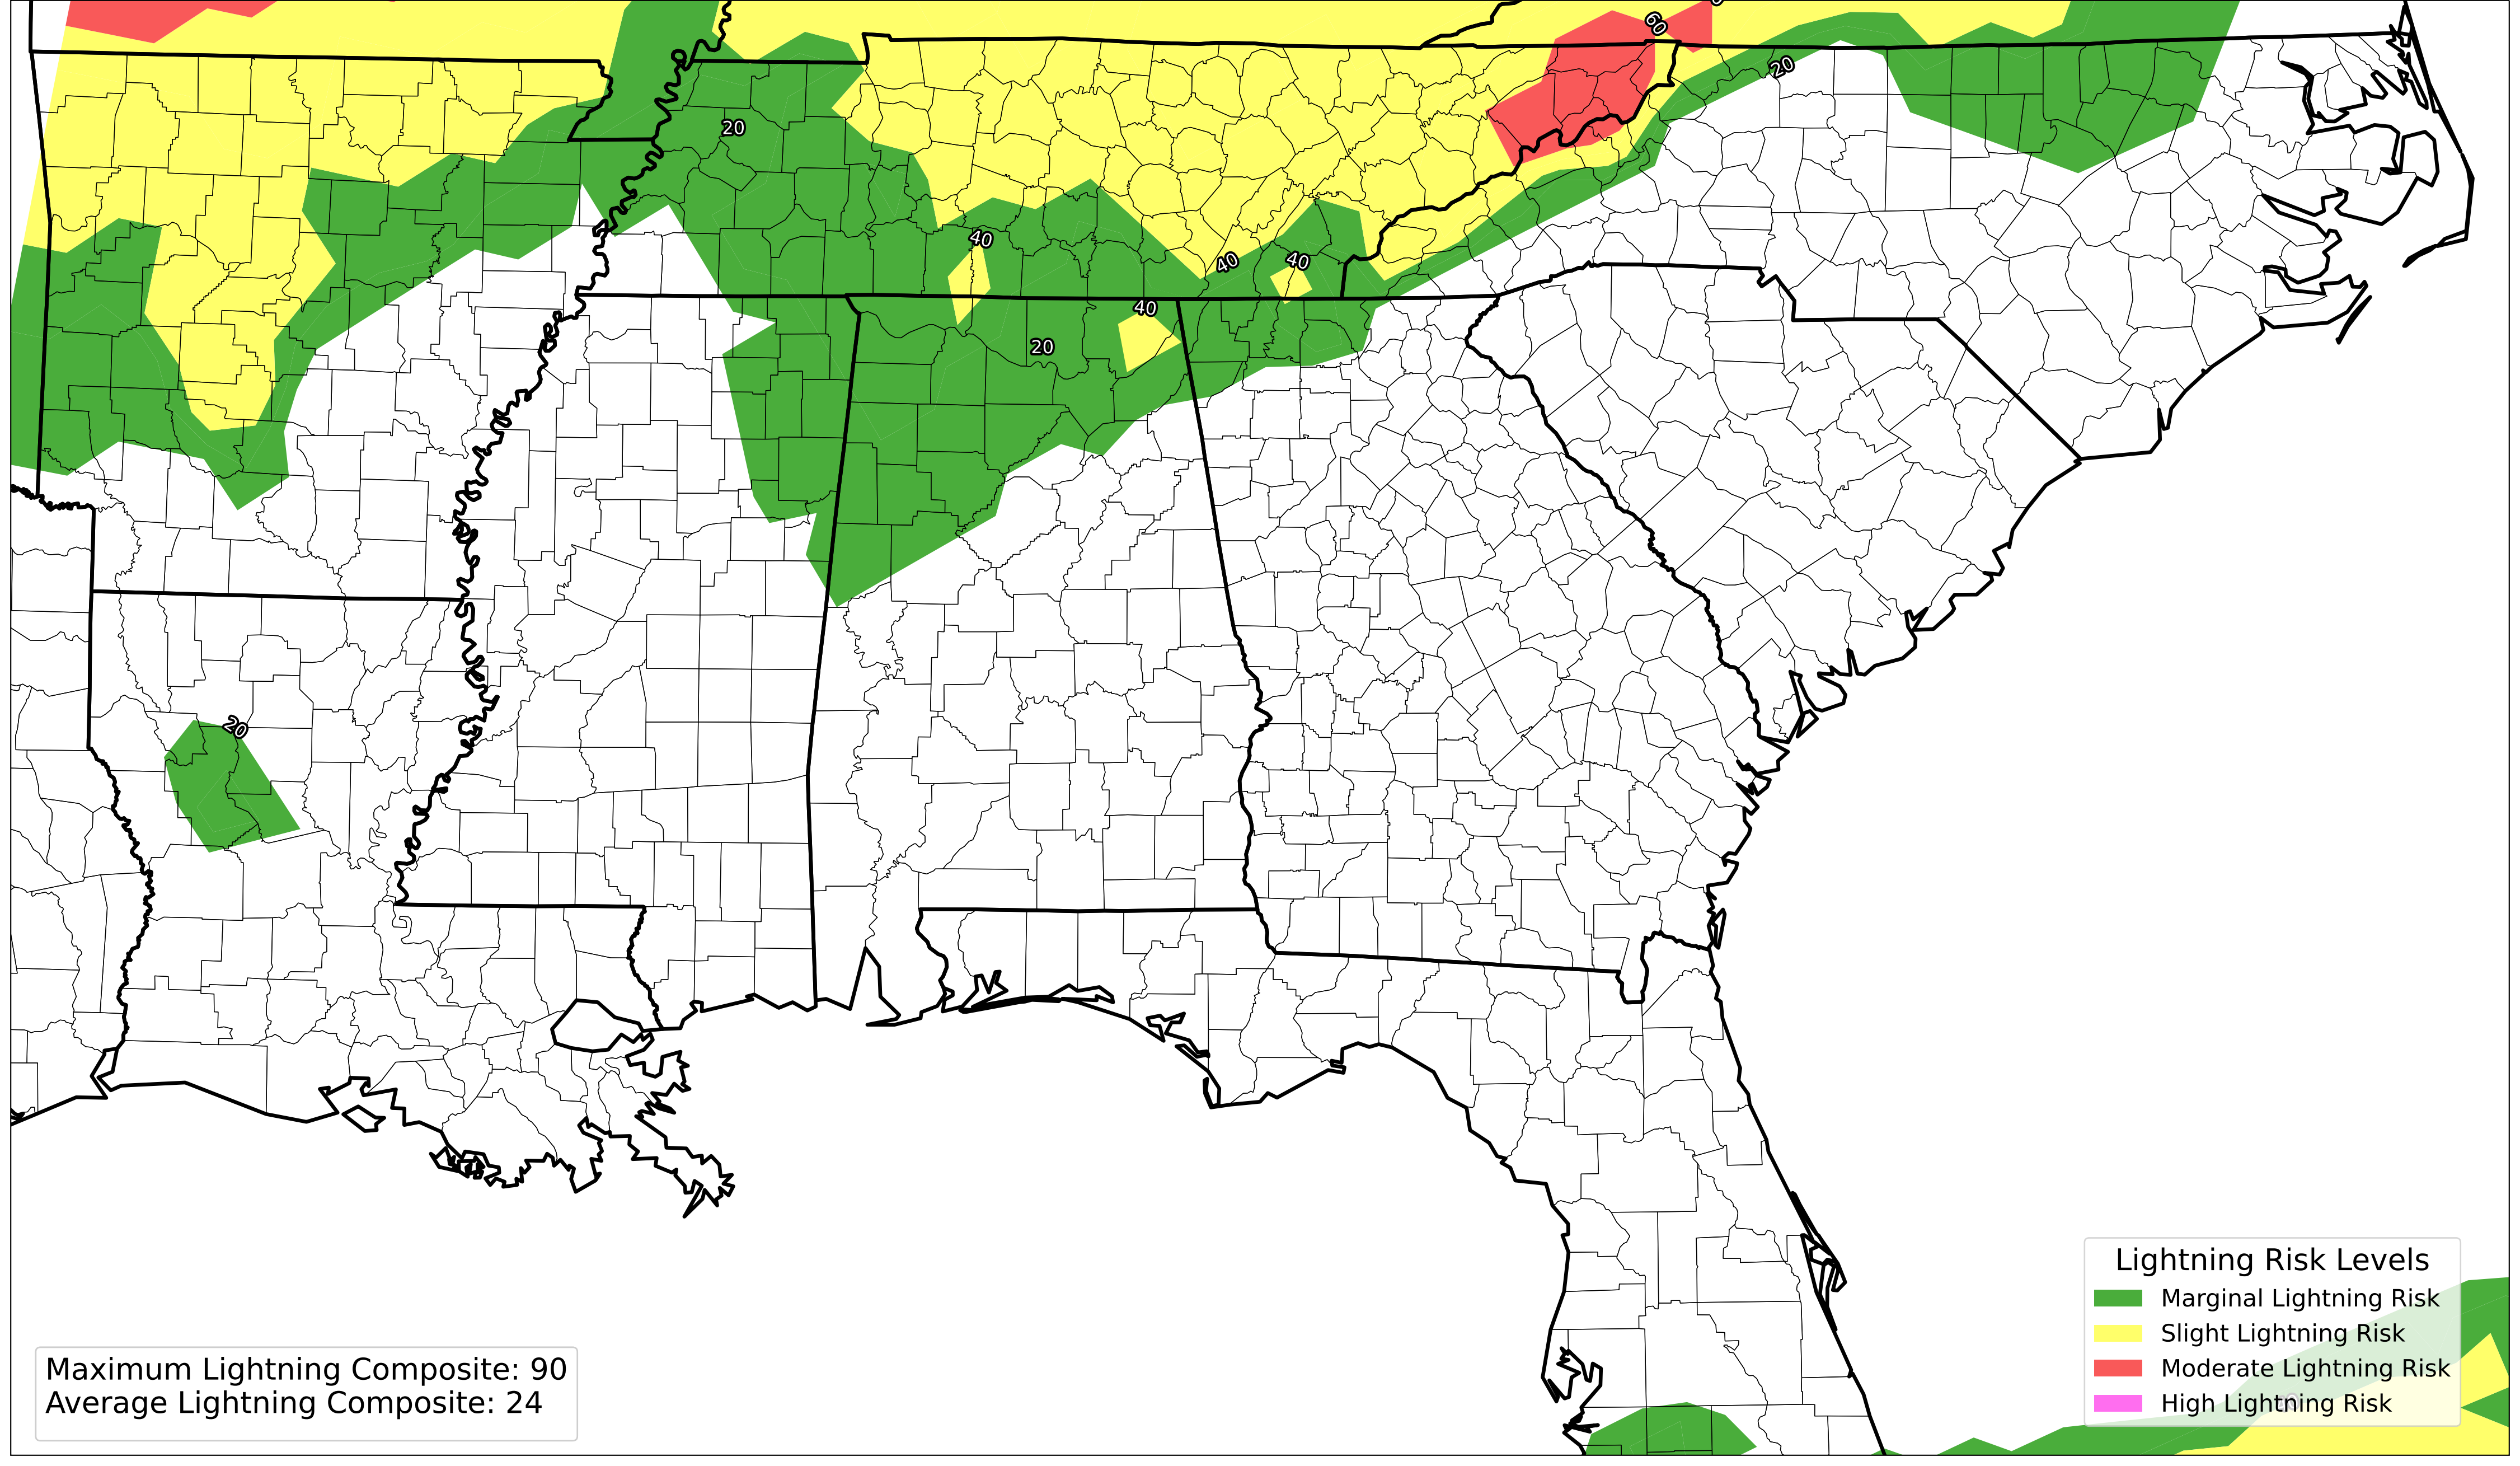 60
20
20
40
40
40
40
20
20
Lightning Risk Levels
Marginal Lightning Risk
Slight Lightning Risk
Moderate Lightning Risk
High Lightning Risk
Maximum Lightning Composite: 90
Average Lightning Composite: 24